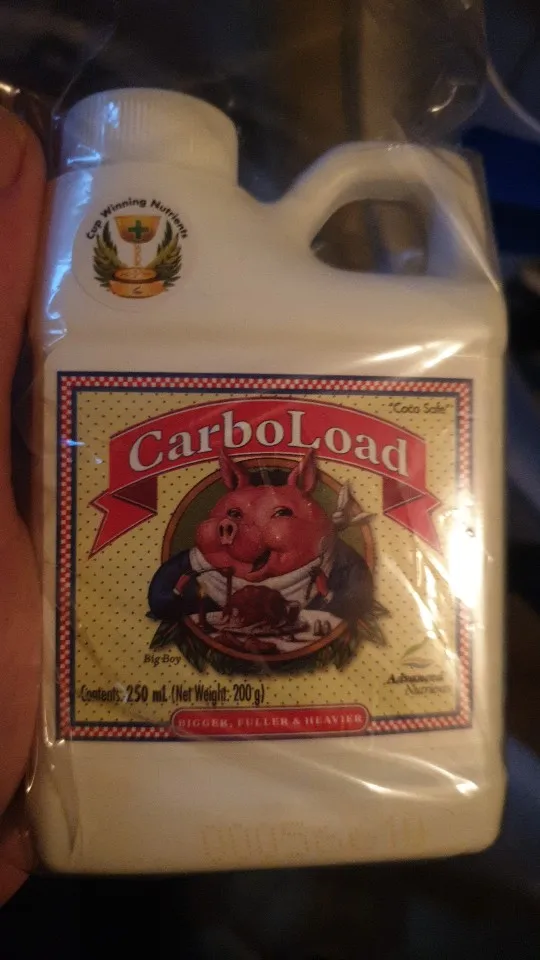 Cup Winning Nutrients
"Coco Safe"
CarboLoad
Big Boy
Advanced
Nutrients
Contents: 250 mL (Net Weight: 200 g)
BIGGER, FULLER & HEAVIER